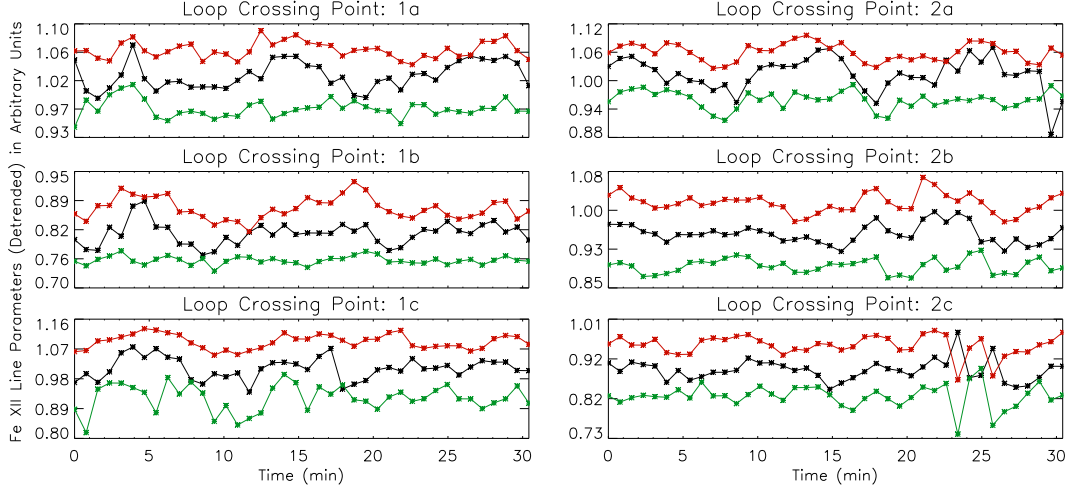 Fe XII Line Parameters (Detrended) in Arbitrary Units
Loop Crossing Point: 1a
1.10
1.06
1.02
0.97
0.93
Loop Crossing Point: 2a
1.12
1.06
1.00
0.94
0.88
Loop Crossing Point: 1b
0.95
0.89
0.82
0.76
0.70
Loop Crossing Point: 2b
1.08
1.00
0.93
0.85
Loop Crossing Point: 1c
1.16
1.07
0.98
0.89
0.80
0 5 10 15 20 25 30
Time (min)
Loop Crossing Point: 2c
1.01
0.92
0.82
0.73
0 5 10 15 20 25 30
Time (min)